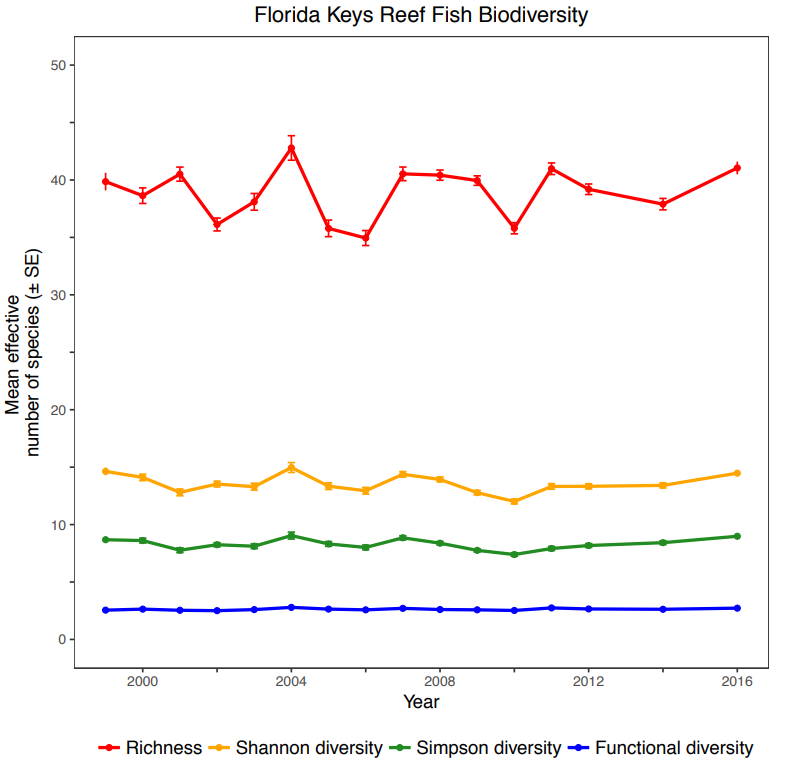 Florida Keys Reef Fish Biodiversity
50
40
30
20
10
0
Mean effective
number of species (± SE)
2000 2004 2008 2012 2016
Year
Richness Shannon diversity Simpson diversity Functional diversity